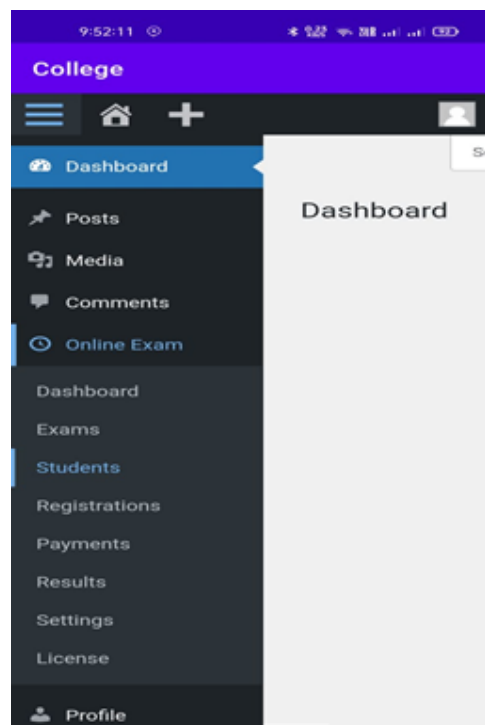 9:52:11
College
Dashboard
Posts
Media
Comments
Online Exam
Dashboard
Exams
Students
Registrations
Payments
Results
Settings
License
Profile
Dashboard